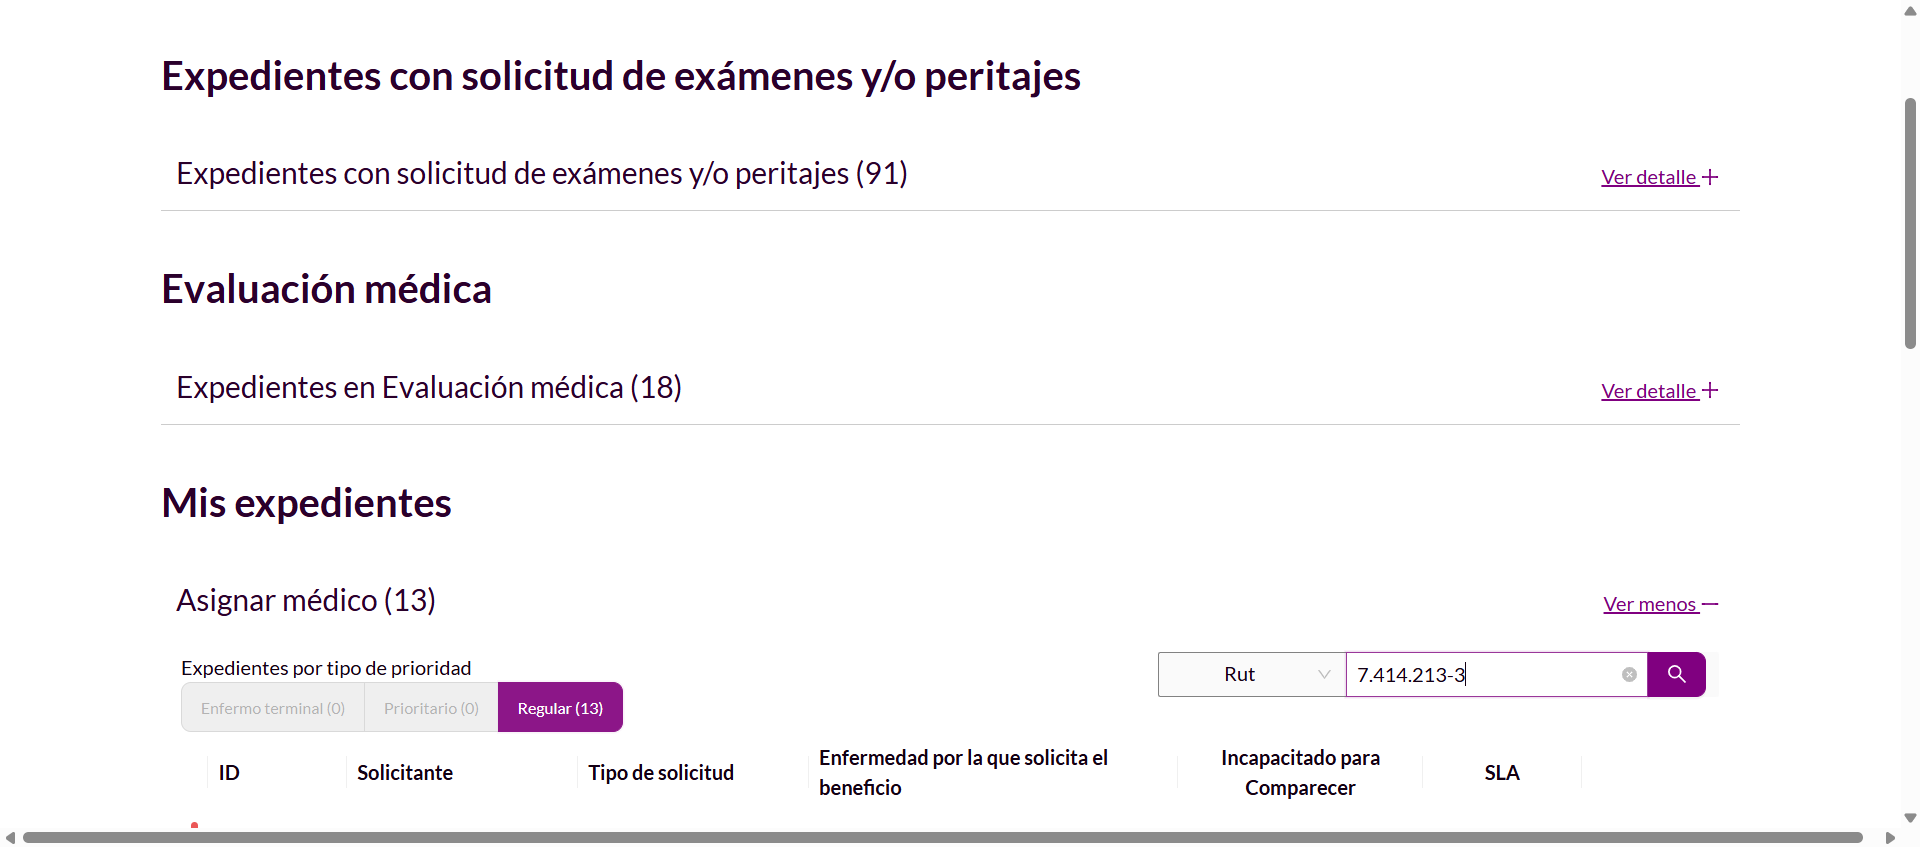 Expedientes con solicitud de exámenes y/o peritajes
Expedientes con solicitud de exámenes y/o peritajes (91)
Ver detalle
Evaluación médica
Expedientes en Evaluación médica (18)
Ver detalle
Mis expedientes
Asignar médico (13)
Ver menos
Expedientes por tipo de prioridad
Enfermo terminal (0)
Prioritario (0)
Regular (13)
Rut
7.414.213-3
ID
Solicitante
Tipo de solicitud
Enfermedad por la que solicita el
beneficio
Incapacitado para
Comparecer
SLA